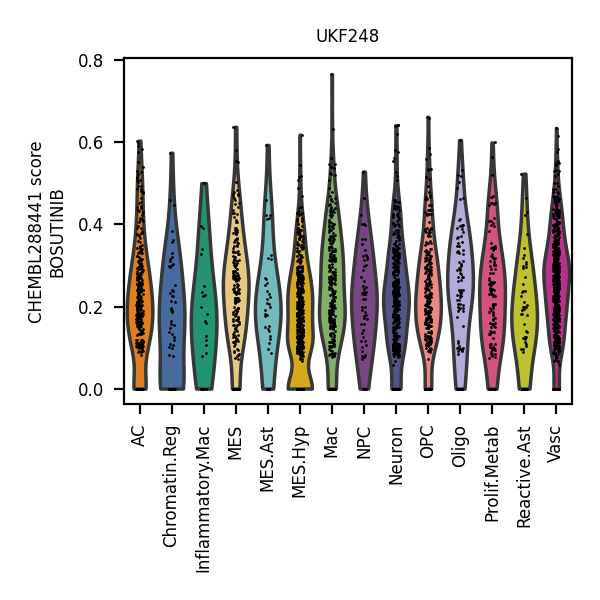 UKF248
CHEMBL288441 score
BOSUTINIB
0.8
0.6
0.4
0.2
0.0
AC
Chromatin.Reg
Inflammatory.Mac
MES
MES.Ast
MES.Hyp
Mac
NPC
Neuron
OPC
Oligo
Prolif.Metab
Reactive.Ast
Vasc